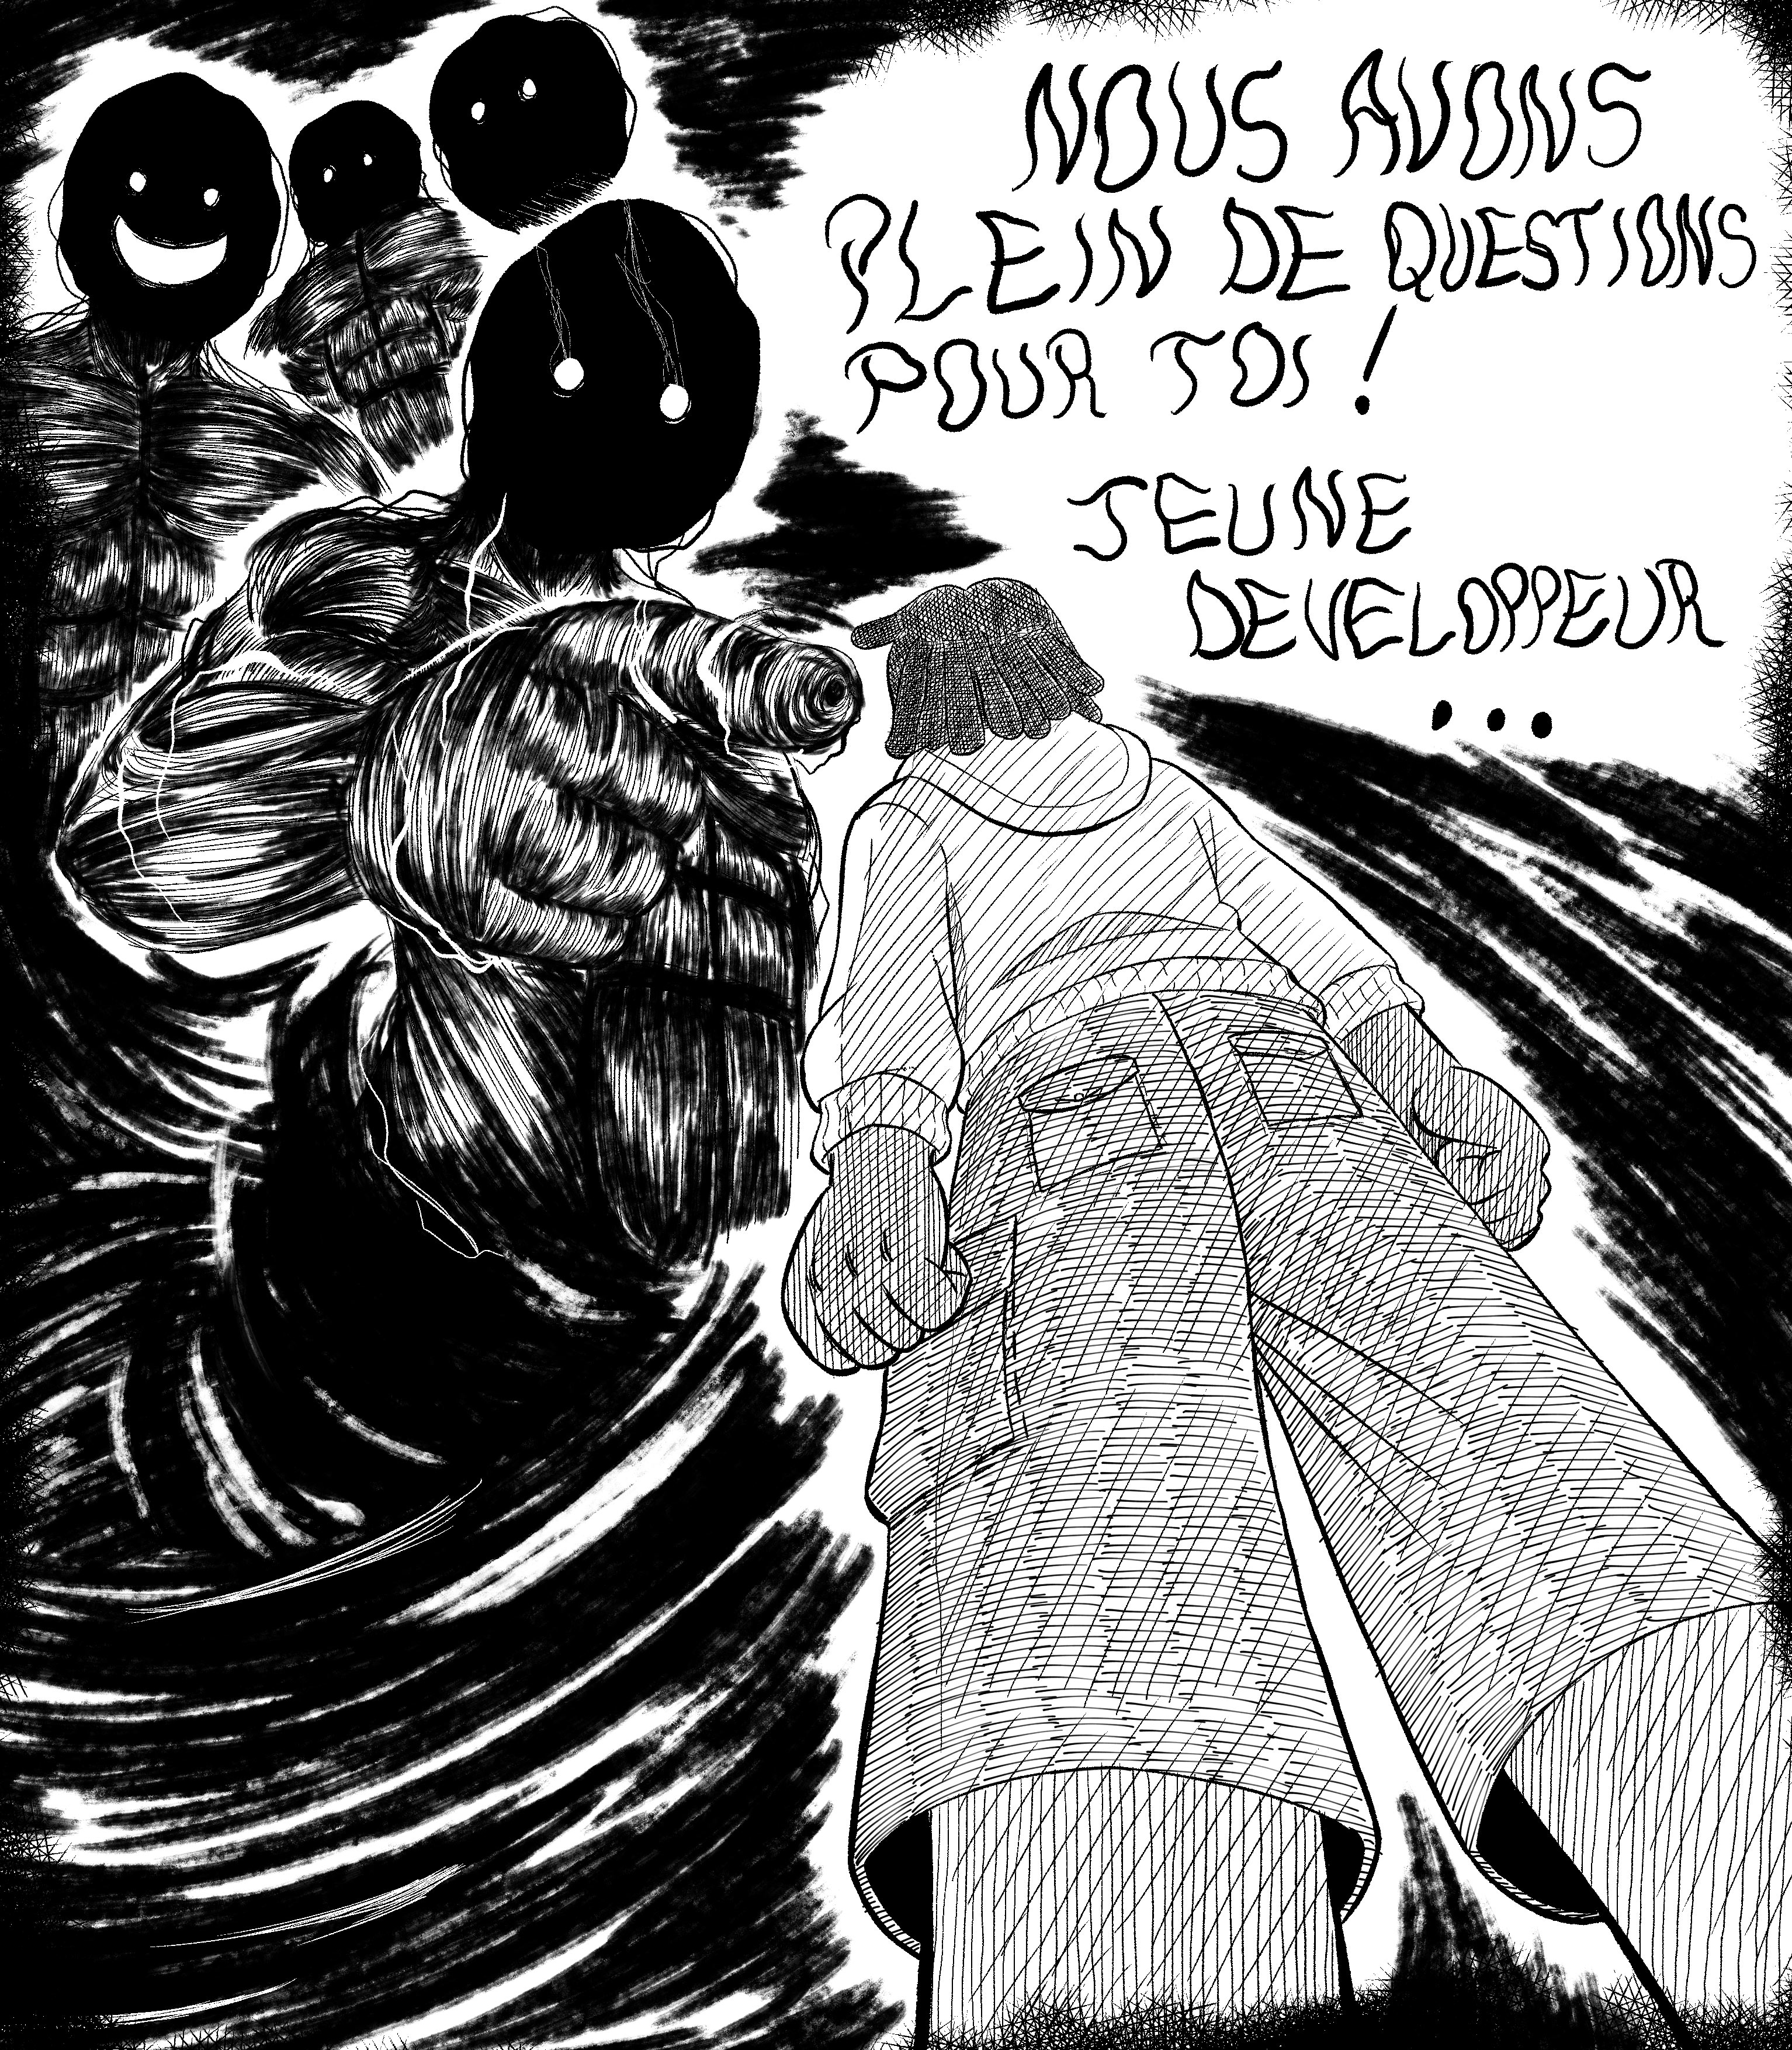 NOUS AVONS
PLEIN DE QUESTIONS
POUR TOI !
JEUNE
DEVELOPPEUR
...